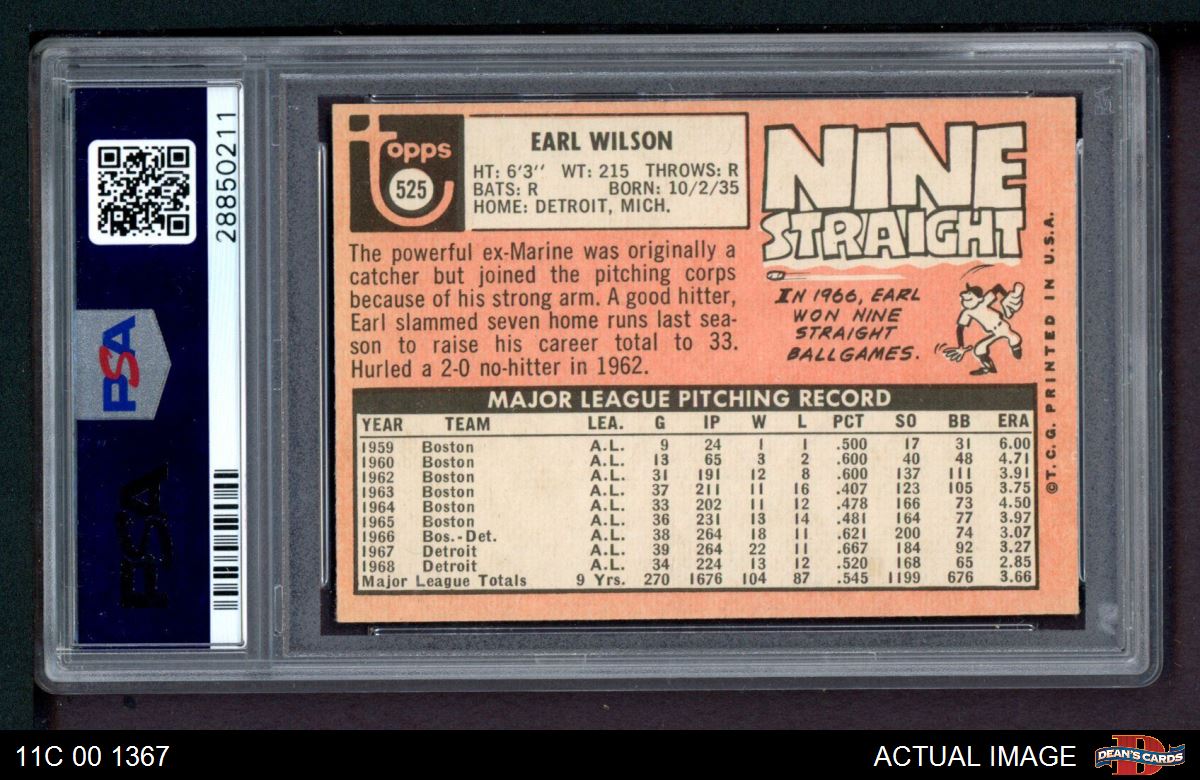 28850211
PSA
PSA
Topps
525
EARL WILSON
HT: 6'3'' WT: 215 THROWS: R
BATS: R BORN: 10/2/35
HOME: DETROIT, MICH.
The powerful ex-Marine was originally a
catcher but joined the pitching corps
because of his strong arm. A good hitter,
Earl slammed seven home runs last sea-
son to raise his career total to 33.
Hurled a 2-0 no-hitter in 1962.
NINE
STRAIGHT
IN 1966, EARL
WON NINE
STRAIGHT
BALLGAMES.
©T.C.G. PRINTED IN U.S.A.
MAJOR LEAGUE PITCHING RECORD
YEAR TEAM LEA. G IP W L PCT SO BB ERA
1959 Boston A.L. 9 24 1 1 .500 17 31 6.00
1960 Boston A.L. 13 65 3 2 .600 40 48 4.71
1962 Boston A.L. 31 191 12 8 .600 137 111 3.91
1963 Boston A.L. 37 211 11 16 .407 123 105 3.75
1964 Boston A.L. 33 202 11 12 .478 166 73 4.50
1965 Boston A.L. 36 231 13 14 .481 164 77 3.97
1966 Bos.-Det. A.L. 38 264 18 11 .621 200 74 3.07
1967 Detroit A.L. 39 264 22 11 .667 184 92 3.27
1968 Detroit A.L. 34 224 13 12 .520 168 65 2.85
Major League Totals 9 Yrs. 270 1676 104 87 .545 1199 676 3.66
11C 00 1367
ACTUAL IMAGE
DEAN'S CARDS